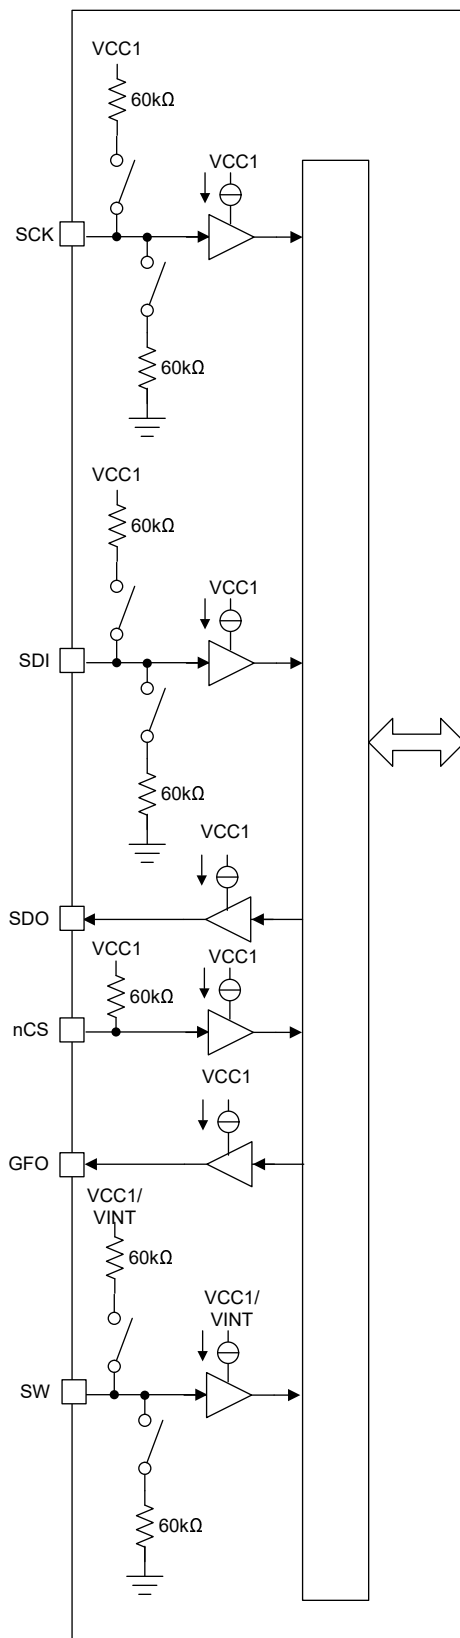 VCC1
60kΩ
VCC1
SCK
60kΩ
VCC1
60kΩ
VCC1
SDI
60kΩ
VCC1
SDO
VCC1
VCC1
60kΩ
nCS
VCC1
GFO
VCC1/
VINT
60kΩ
VCC1/
VINT
SW
60kΩ